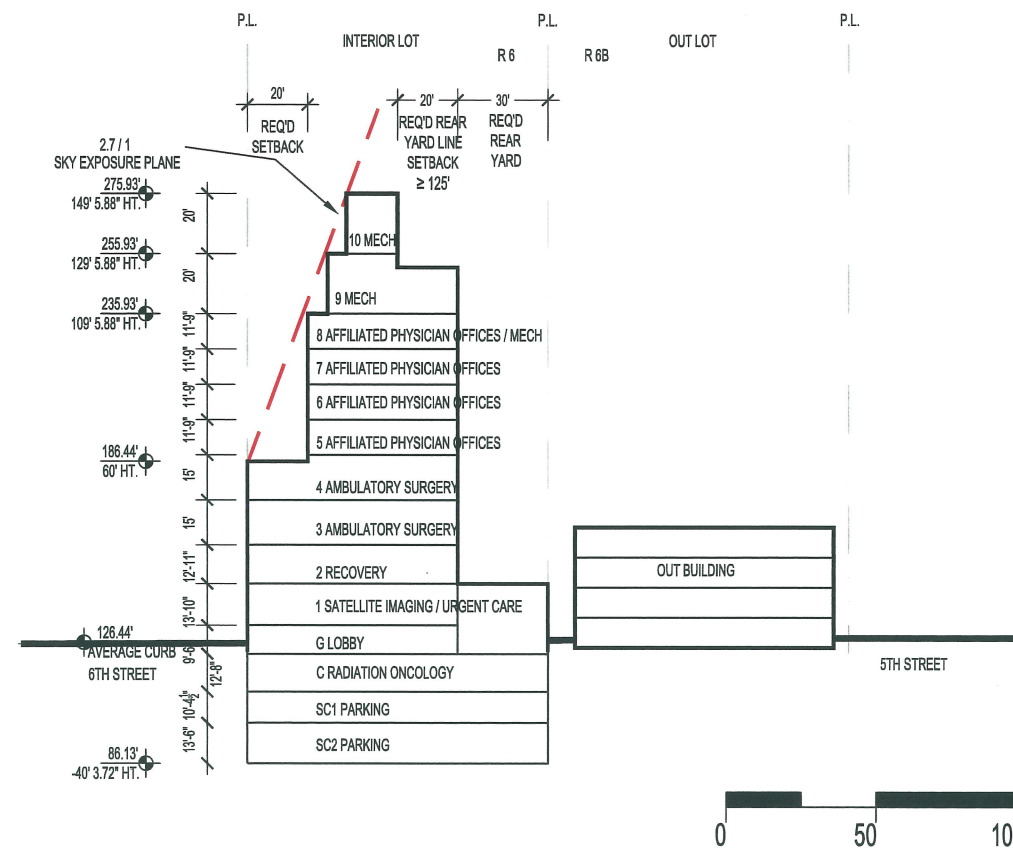 P.L.
P.L.
P.L.
INTERIOR LOT
OUT LOT
R 6
R 6B
20'
20'
30'
REQ'D
SETBACK
REQ'D REAR
YARD LINE
SETBACK
≥ 125'
REQ'D
REAR
YARD
2.7 / 1
SKY EXPOSURE PLANE
275.93'
149' 5.88" HT.
20'
10 MECH
255.93'
129' 5.88" HT.
20'
9 MECH
235.93'
109' 5.88" HT.
11'-9"
8 AFFILIATED PHYSICIAN OFFICES / MECH
11'-9"
7 AFFILIATED PHYSICIAN OFFICES
11'-9"
6 AFFILIATED PHYSICIAN OFFICES
11'-9"
5 AFFILIATED PHYSICIAN OFFICES
186.44'
60' HT.
15'
4 AMBULATORY SURGERY
15'
3 AMBULATORY SURGERY
12'-11"
2 RECOVERY
OUT BUILDING
13'-10"
1 SATELLITE IMAGING / URGENT CARE
126.44'
AVERAGE CURB
6TH STREET
9'-6
G LOBBY
5TH STREET
12'-8"
C RADIATION ONCOLOGY
10'-4 1/2"
SC1 PARKING
13'-6"
SC2 PARKING
86.13'
-40' 3.72" HT.
0
50
10